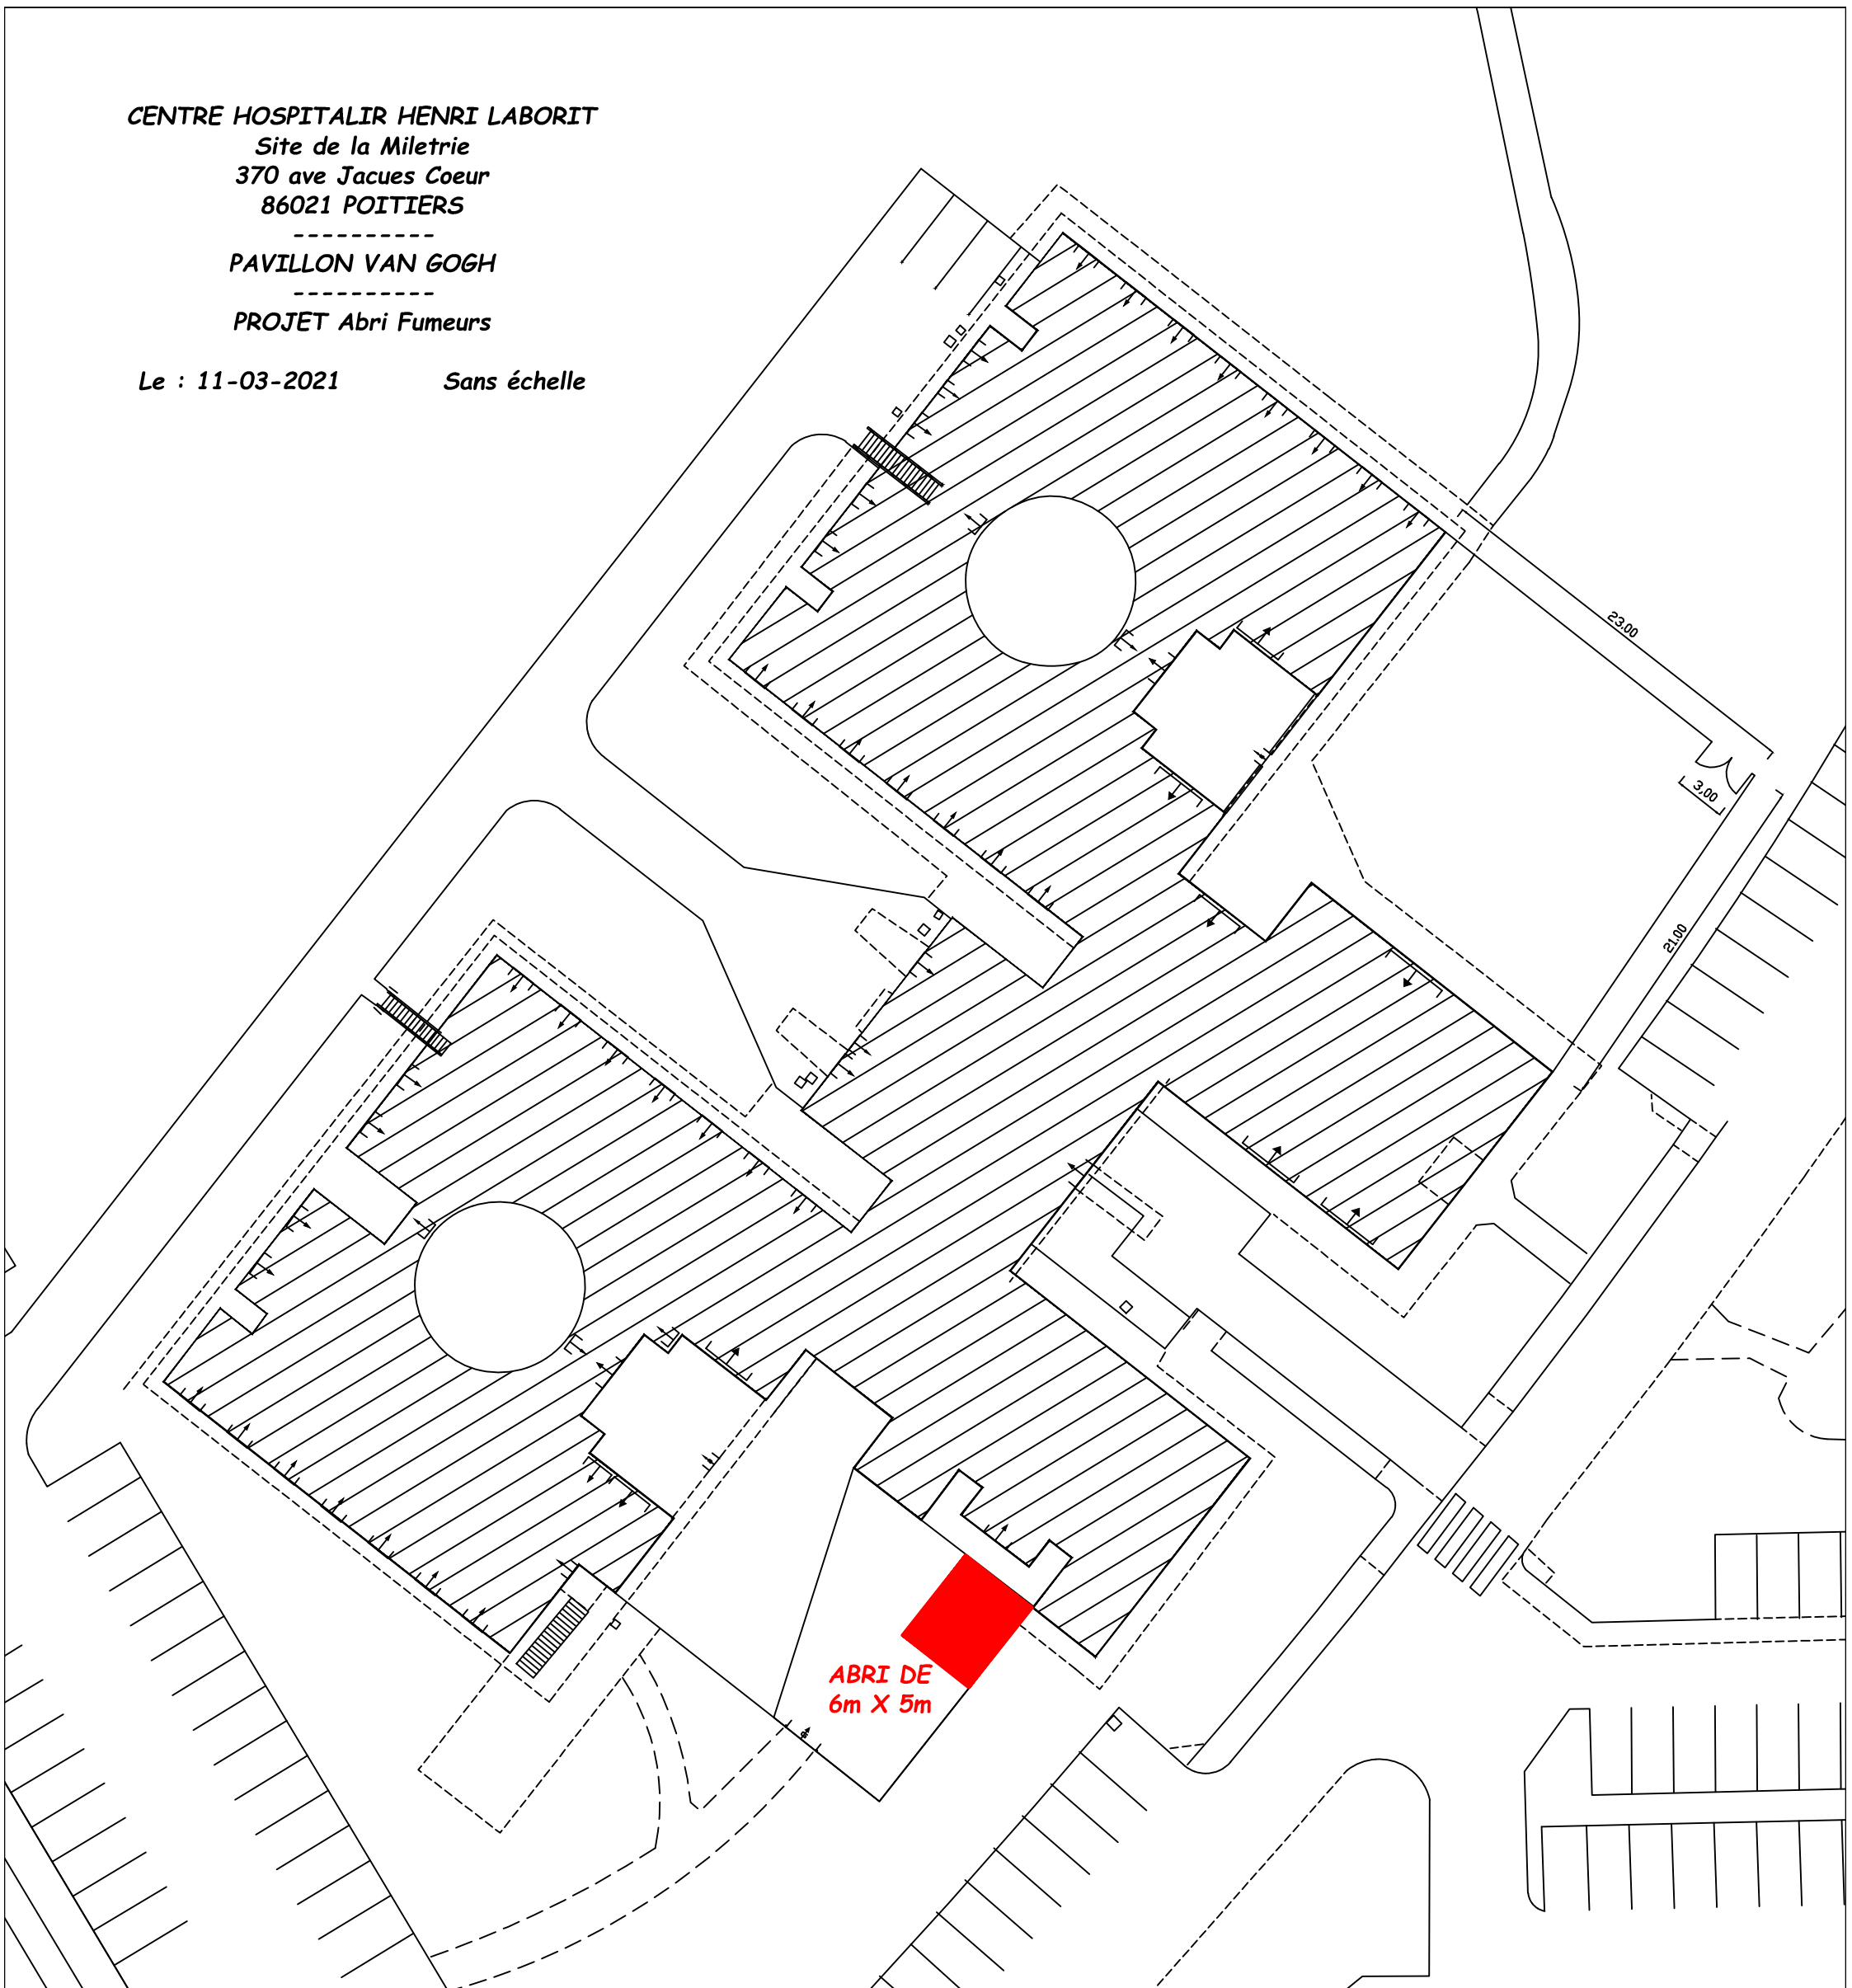 CENTRE HOSPITALIR HENRI LABORIT
Site de la Miletrie
370 ave Jacues Coeur
86021 POITIERS
----------
PAVILLON VAN GOGH
----------
PROJET Abri Fumeurs
Le : 11-03-2021 Sans échelle
23.00
3,00
21.00
ABRI DE
6m X 5m